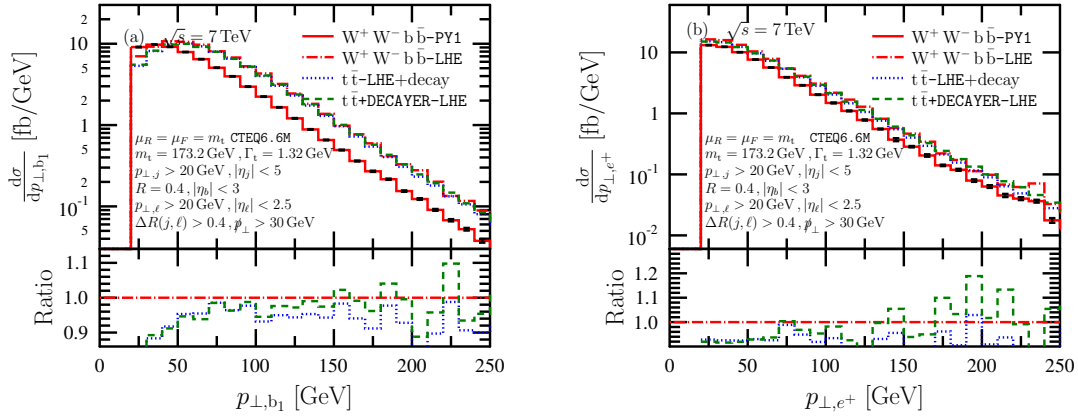 (a) √s = 7 TeV
W⁺ W⁻ b b̄−PY1
W⁺ W⁻ b b̄−LHE
t t̄−LHE+decay
t t̄+DECAYER−LHE
μ_R = μ_F = m_t CTEQ6.6M
m_t = 173.2 GeV , Γ_t = 1.32 GeV
p_⊥,j > 20 GeV , |η_j| < 5
R = 0.4 , |η_b| < 3
p_⊥,ℓ > 20 GeV , |η_ℓ| < 2.5
ΔR(j, ℓ) > 0.4 , p̸_⊥ > 30 GeV
dσ/dp_⊥,b₁ [fb/GeV]
10
1
10⁻¹
Ratio
1.1
1.0
0.9
0 50 100 150 200 250
p_⊥,b₁ [GeV]
(b) √s = 7 TeV
W⁺ W⁻ b b̄−PY1
W⁺ W⁻ b b̄−LHE
t t̄−LHE+decay
t t̄+DECAYER−LHE
μ_R = μ_F = m_t CTEQ6.6M
m_t = 173.2 GeV , Γ_t = 1.32 GeV
p_⊥,j > 20 GeV , |η_j| < 5
R = 0.4 , |η_b| < 3
p_⊥,ℓ > 20 GeV , |η_ℓ| < 2.5
ΔR(j, ℓ) > 0.4 , p̸_⊥ > 30 GeV
dσ/dp_⊥,e⁺ [fb/GeV]
10
1
10⁻¹
10⁻²
Ratio
1.2
1.1
1.0
0 50 100 150 200 250
p_⊥,e⁺ [GeV]